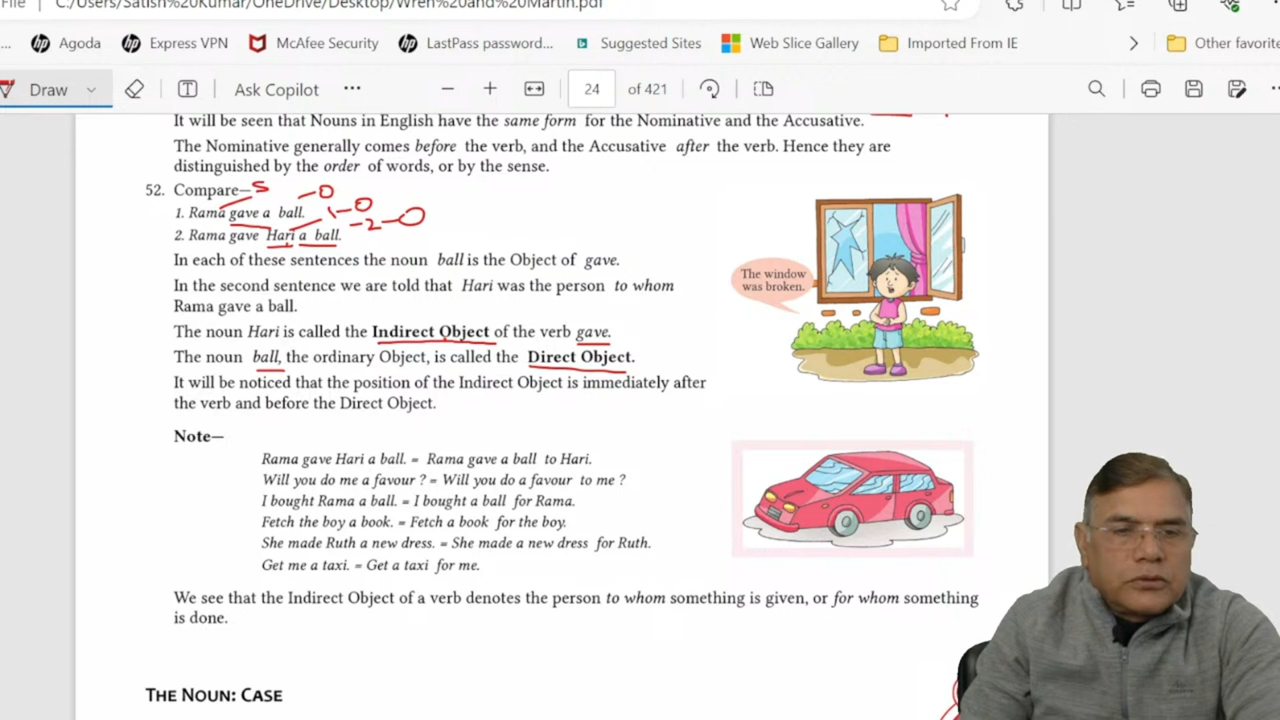 File C:/Users/Satish%20Kumar/OneDrive/Desktop/Wren%20and%20Martin.pdf
... Agoda Express VPN McAfee Security LastPass password... Suggested Sites Web Slice Gallery Imported From IE Other favorite
Draw Ask Copilot ... 24 of 421
It will be seen that Nouns in English have the same form for the Nominative and the Accusative.
The Nominative generally comes before the verb, and the Accusative after the verb. Hence they are
distinguished by the order of words, or by the sense.
52. Compare— S
O
1. Rama gave a ball. 1-O
-2-O
2. Rama gave Hari a ball.
In each of these sentences the noun ball is the Object of gave.
In the second sentence we are told that Hari was the person to whom
Rama gave a ball.
The noun Hari is called the Indirect Object of the verb gave.
The noun ball, the ordinary Object, is called the Direct Object.
It will be noticed that the position of the Indirect Object is immediately after
the verb and before the Direct Object.
The window
was broken.
Note—
Rama gave Hari a ball. = Rama gave a ball to Hari.
Will you do me a favour ? = Will you do a favour to me ?
I bought Rama a ball. = I bought a ball for Rama.
Fetch the boy a book. = Fetch a book for the boy.
She made Ruth a new dress. = She made a new dress for Ruth.
Get me a taxi. = Get a taxi for me.
We see that the Indirect Object of a verb denotes the person to whom something is given, or for whom something
is done.
THE NOUN: CASE